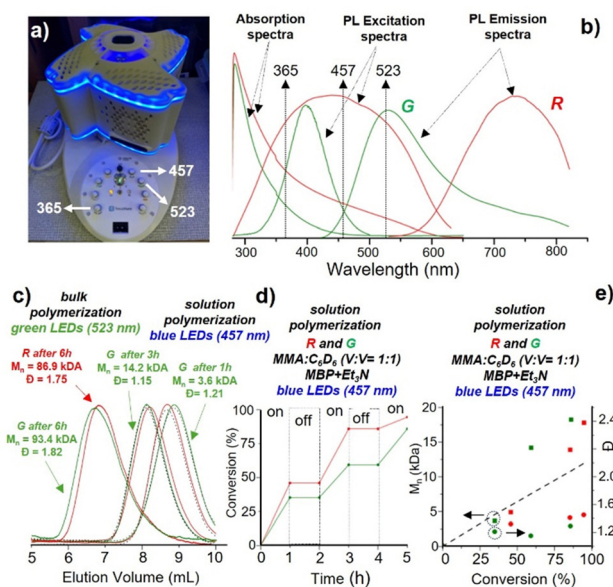 a)
457
523
365
Absorption
spectra
PL Excitation
spectra
PL Emission
spectra
b)
365
457
523
G
R
300
400
500
600
700
800
Wavelength (nm)
c)
bulk
polymerization
green LEDs (523 nm)
solution
polymerization
blue LEDs (457 nm)
R after 6h
Mn = 86.9 kDA
Đ = 1.75
G after 3h
Mn = 14.2 kDA
Đ= 1.15
G after 1h
Mn = 3.6 kDA
Đ= 1.21
G after 6h
Mn = 93.4 kDA
Đ = 1.82
5
6
7
8
9
10
Elution Volume (mL)
d)
solution
polymerization
R and G
MMA:C6D6 (V:V= 1:1)
MBP+Et3N
blue LEDs (457 nm)
on
off
on
off
on
100
75
50
25
0
Conversion (%)
0
1
2
3
4
5
Time (h)
e)
solution
polymerization
R and G
MMA:C6D6 (V:V= 1:1)
MBP+Et3N
blue LEDs (457 nm)
20
15
10
5
0
Mn (kDa)
2.4
2.0
1.6
1.2
Đ
0
25
50
75
100
Conversion (%)